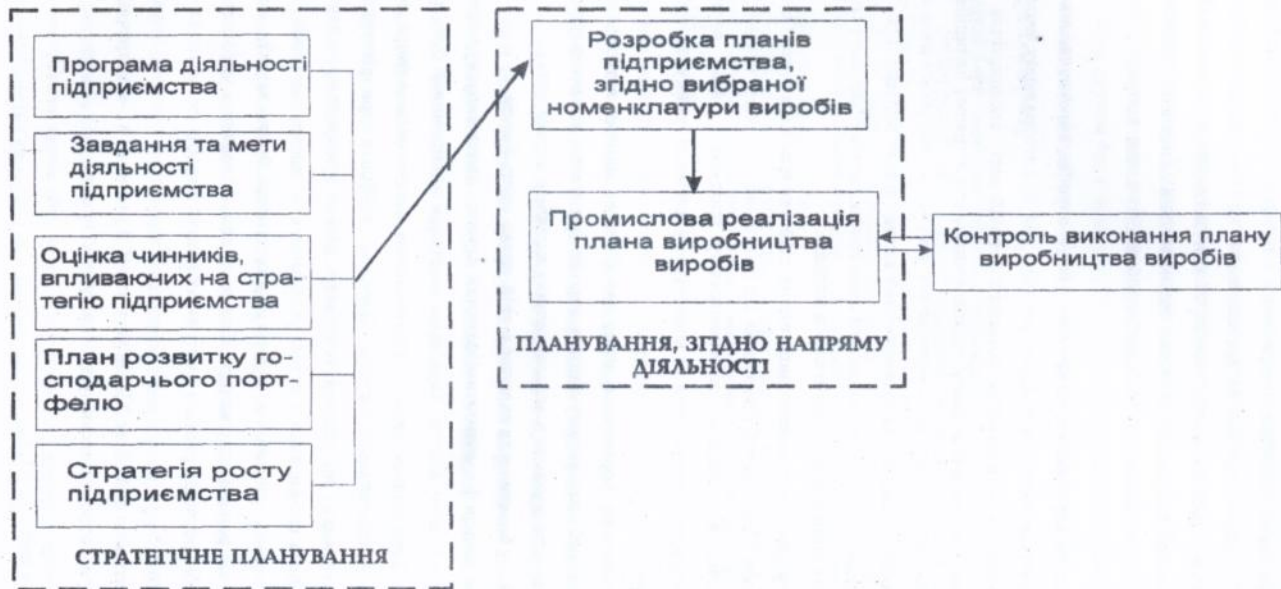 Програма діяльності
підприємства
Завдання та мети
діяльності
підприємства
Оцінка чинників,
впливаючих на стра-
тегію підприємства
План розвитку го-
сподарчього порт-
фелю
Стратегія росту
підприємства
СТРАТЕГІЧНЕ ПЛАНУВАННЯ
Розробка планів
підприємства,
згідно вибраної
номенклатури виробів
Промислова реалізація
плана виробництва
виробів
ПЛАНУВАННЯ, ЗГІДНО НАПРЯМУ
ДІЯЛЬНОСТІ
Контроль виконання плану
виробництва виробів